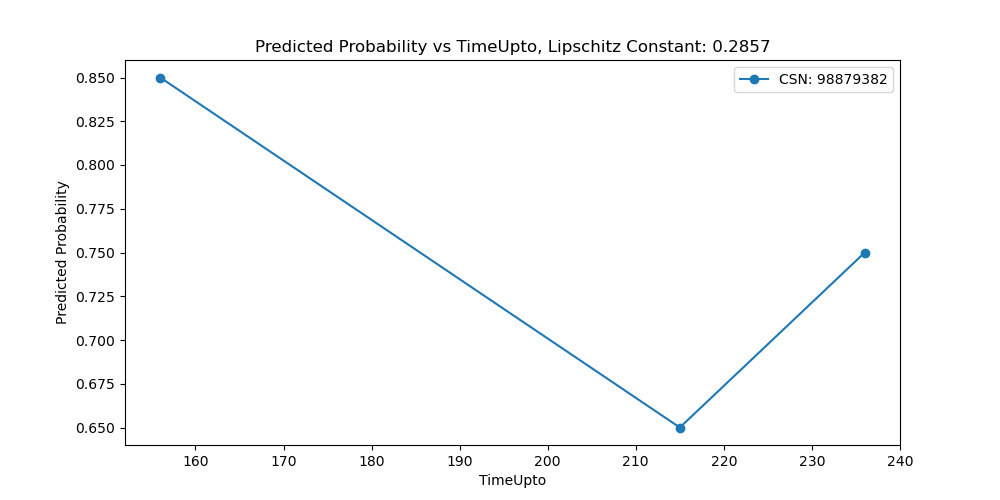 Predicted Probability vs TimeUpto, Lipschitz Constant: 0.2857
CSN: 98879382
Predicted Probability
0.850
0.825
0.800
0.775
0.750
0.725
0.700
0.675
0.650
160 170 180 190 200 210 220 230 240
TimeUpto